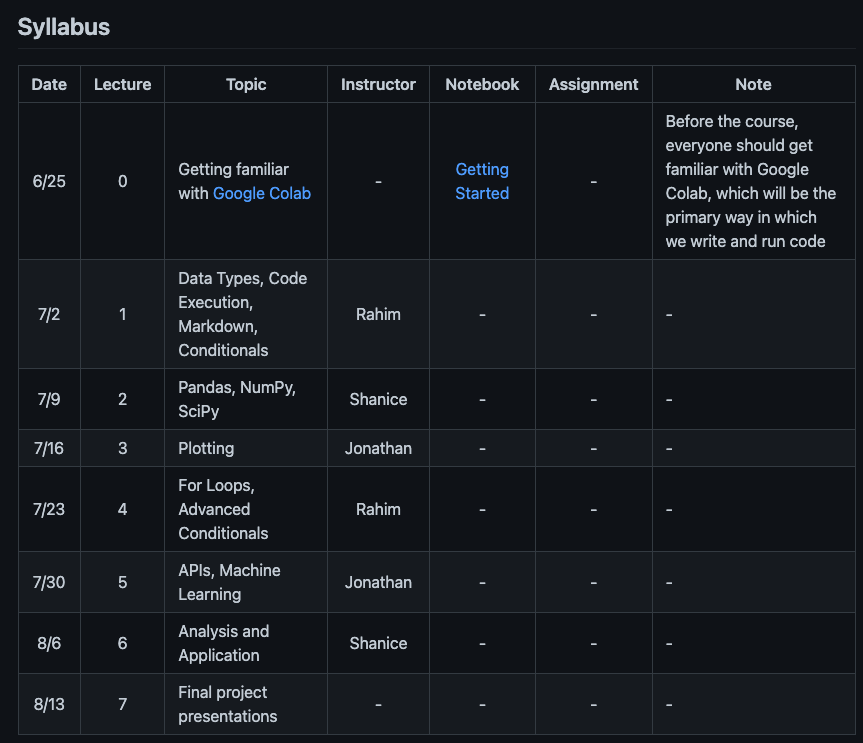 Syllabus
Date Lecture Topic Instructor Notebook Assignment Note
6/25 0 Getting familiar with Google Colab - Getting Started - Before the course, everyone should get familiar with Google Colab, which will be the primary way in which we write and run code
7/2 1 Data Types, Code Execution, Markdown, Conditionals Rahim - - -
7/9 2 Pandas, NumPy, SciPy Shanice - - -
7/16 3 Plotting Jonathan - - -
7/23 4 For Loops, Advanced Conditionals Rahim - - -
7/30 5 APIs, Machine Learning Jonathan - - -
8/6 6 Analysis and Application Shanice - - -
8/13 7 Final project presentations - - - -